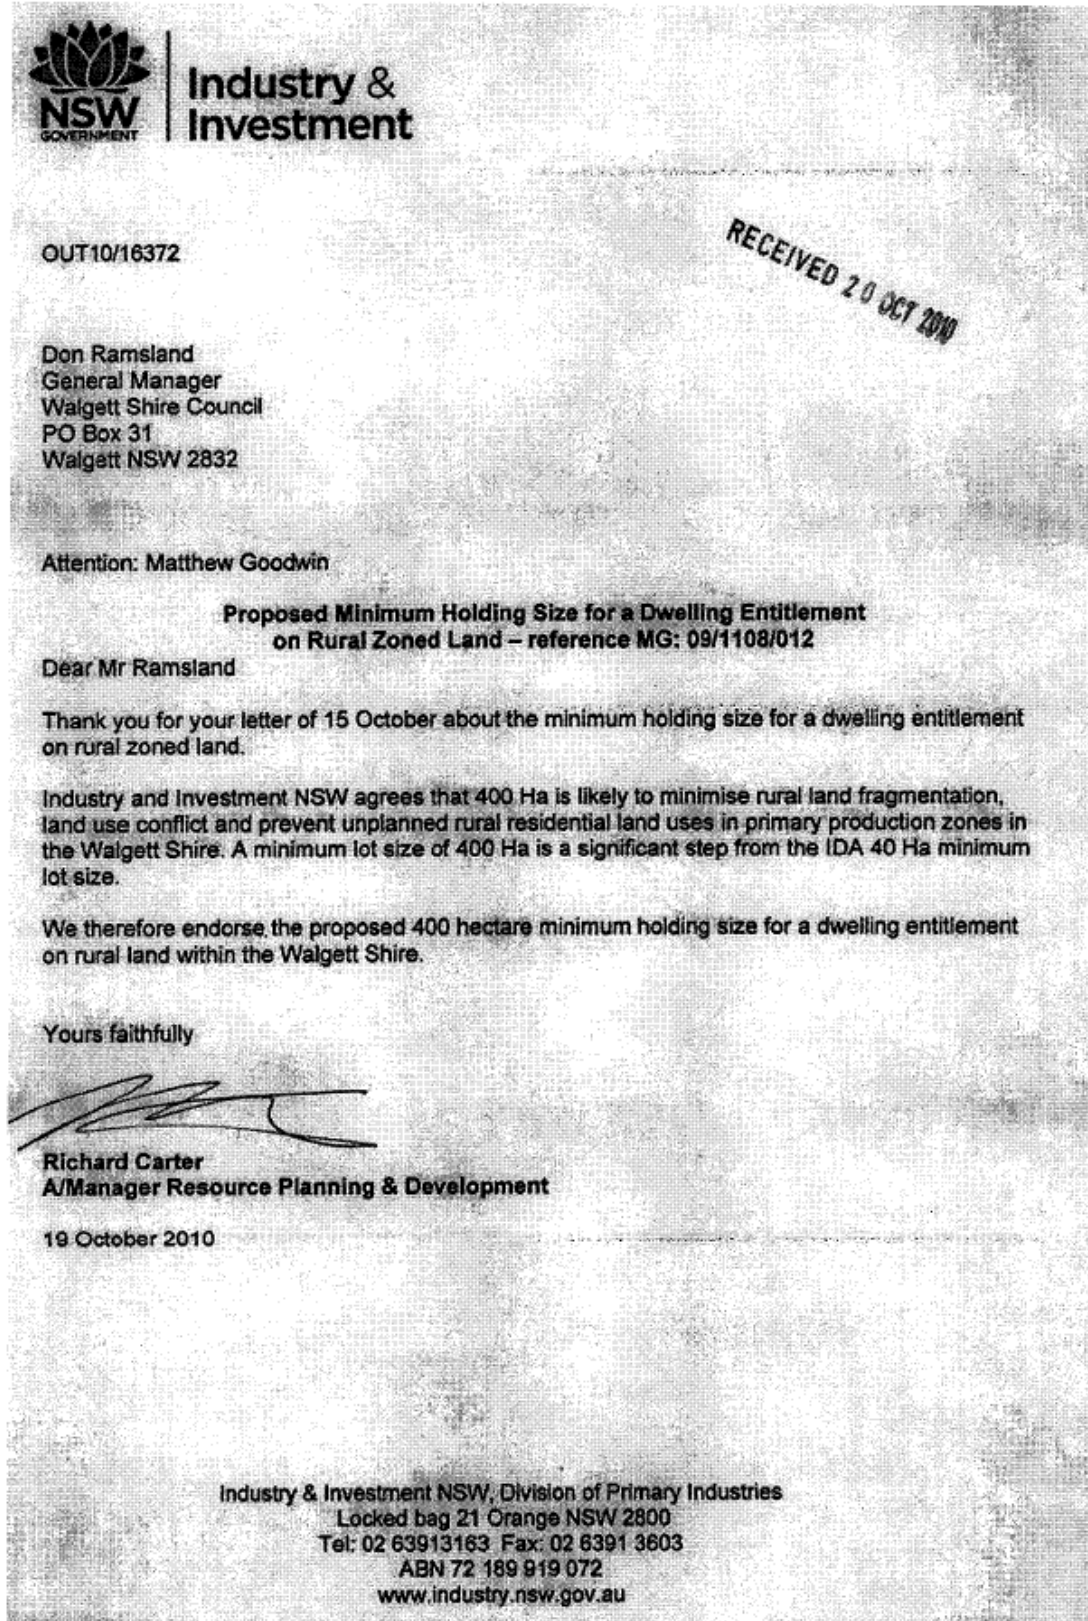 NSW
GOVERNMENT
Industry &
Investment
OUT10/16372
RECEIVED 20 OCT 2010
Don Ramsland
General Manager
Walgett Shire Council
PO Box 31
Walgett NSW 2832
Attention: Matthew Goodwin
Proposed Minimum Holding Size for a Dwelling Entitlement
on Rural Zoned Land – reference MG: 09/1108/012
Dear Mr Ramsland
Thank you for your letter of 15 October about the minimum holding size for a dwelling entitlement
on rural zoned land.
Industry and Investment NSW agrees that 400 Ha is likely to minimise rural land fragmentation,
land use conflict and prevent unplanned rural residential land uses in primary production zones in
the Walgett Shire. A minimum lot size of 400 Ha is a significant step from the IDA 40 Ha minimum
lot size.
We therefore endorse the proposed 400 hectare minimum holding size for a dwelling entitlement
on rural land within the Walgett Shire.
Yours faithfully
Richard Carter
A/Manager Resource Planning & Development
19 October 2010
Industry & Investment NSW, Division of Primary Industries
Locked bag 21 Orange NSW 2800
Tel: 02 63913163 Fax: 02 6391 3603
ABN 72 189 919 072
www.industry.nsw.gov.au